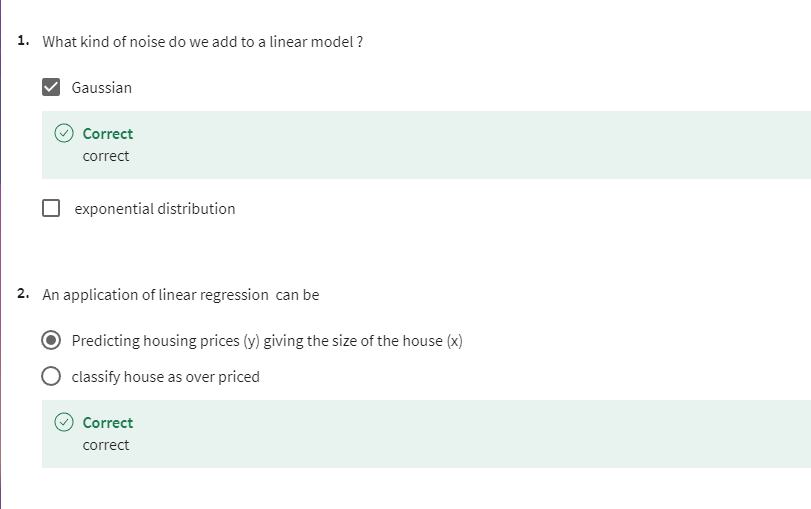 1. What kind of noise do we add to a linear model ?
Gaussian
Correct
correct
exponential distribution
2. An application of linear regression can be
Predicting housing prices (y) giving the size of the house (x)
classify house as over priced
Correct
correct